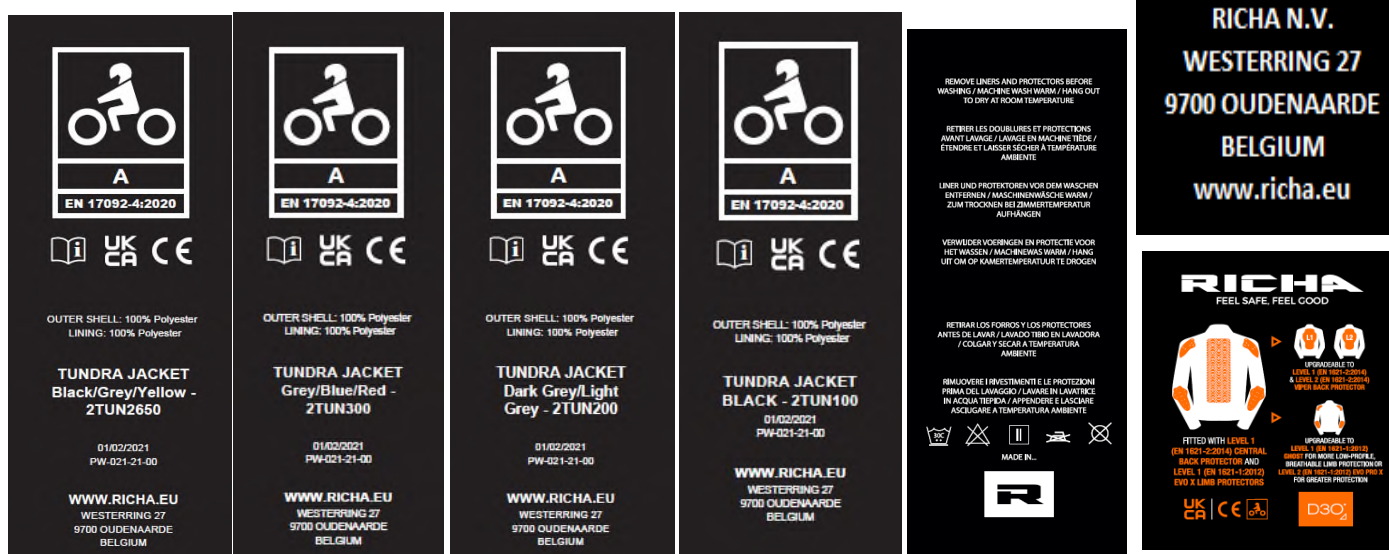 A
EN 17092-4:2020
UK
CA
CE
OUTER SHELL: 100% Polyester
LINING: 100% Polyester
TUNDRA JACKET
Black/Grey/Yellow -
2TUN2650
01/02/2021
PW-021-21-00
WWW.RICHA.EU
WESTERRING 27
9700 OUDENAARDE
BELGIUM
A
EN 17092-4:2020
UK
CA
CE
OUTER SHELL: 100% Polyester
LINING: 100% Polyester
TUNDRA JACKET
Grey/Blue/Red -
2TUN300
01/02/2021
PW-021-21-00
WWW.RICHA.EU
WESTERRING 27
9700 OUDENAARDE
BELGIUM
A
EN 17092-4:2020
UK
CA
CE
OUTER SHELL: 100% Polyester
LINING: 100% Polyester
TUNDRA JACKET
Dark Grey/Light
Grey - 2TUN200
01/02/2021
PW-021-21-00
WWW.RICHA.EU
WESTERRING 27
9700 OUDENAARDE
BELGIUM
A
EN 17092-4:2020
UK
CA
CE
OUTER SHELL: 100% Polyester
LINING: 100% Polyester
TUNDRA JACKET
BLACK - 2TUN100
01/02/2021
PW-021-21-00
WWW.RICHA.EU
WESTERRING 27
9700 OUDENAARDE
BELGIUM
REMOVE LINERS AND PROTECTORS BEFORE
WASHING / MACHINE WASH WARM / HANG OUT
TO DRY AT ROOM TEMPERATURE
RETIRER LES DOUBLURES ET PROTECTIONS
AVANT LAVAGE / LAVAGE EN MACHINE TIÈDE /
ÉTENDRE ET LAISSER SÉCHER À TEMPÉRATURE
AMBIENTE
LINER UND PROTEKTOREN VOR DEM WASCHEN
ENTFERNEN / MASCHINENWÄSCHE WARM /
ZUM TROCKNEN BEI ZIMMERTEMPERATUR
AUFHÄNGEN
VERWIJDER VOERINGEN EN PROTECTIE VOOR
HET WASSEN / MACHINEWAS WARM / HANG
UIT OM OP KAMERTEMPERATUUR TE DROGEN
RETIRAR LOS FORROS Y LOS PROTECTORES
ANTES DE LAVAR / LAVADO TIBIO EN LAVADORA
/ COLGAR Y SECAR A TEMPERATURA
AMBIENTE
RIMUOVERE I RIVESTIMENTI E LE PROTEZIONI
PRIMA DEL LAVAGGIO / LAVARE IN LAVATRICE
IN ACQUA TIEPIDA / APPENDERE E LASCIARE
ASCIUGARE A TEMPERATURA AMBIENTE
30C
MADE IN...
R
RICHA N.V.
WESTERRING 27
9700 OUDENAARDE
BELGIUM
www.richa.eu
RICHA
FEEL SAFE, FEEL GOOD
L1 L2
UPGRADEABLE TO
LEVEL 1 (EN 1621-2:2014)
& LEVEL 2 (EN 1621-2:2014)
VIPER BACK PROTECTOR
FITTED WITH LEVEL 1
(EN 1621-2:2014) CENTRAL
BACK PROTECTOR AND
LEVEL 1 (EN 1621-1:2012)
EVO X LIMB PROTECTORS
UPGRADEABLE TO
LEVEL 1 (EN 1621-1:2012)
GHOST FOR MORE LOW-PROFILE,
BREATHABLE LIMB PROTECTION OR
LEVEL 2 (EN 1621-1:2012) EVO PRO X
FOR GREATER PROTECTION
UK
CA
CE
D3O